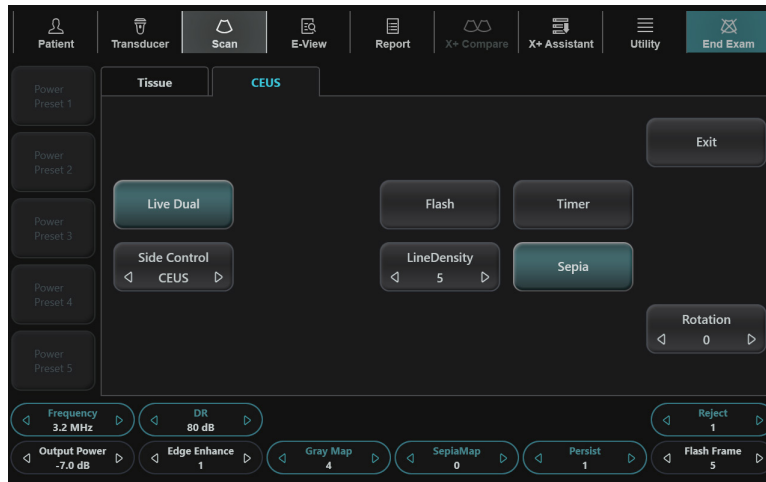 Patient
Transducer
Scan
E-View
Report
X+ Compare
X+ Assistant
Utility
End Exam
Tissue
CEUS
Power
Preset 1
Power
Preset 2
Power
Preset 3
Power
Preset 4
Power
Preset 5
Exit
Live Dual
Flash
Timer
Side Control
CEUS
LineDensity
5
Sepia
Rotation
0
Frequency
3.2 MHz
DR
80 dB
Reject
1
Output Power
-7.0 dB
Edge Enhance
1
Gray Map
4
SepiaMap
0
Persist
1
Flash Frame
5